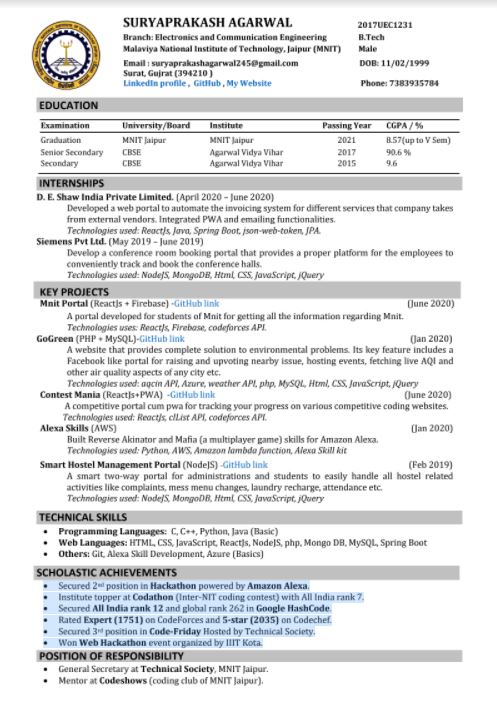 SURYAPRAKASH AGARWAL 2017UEC1231
Branch: Electronics and Communication Engineering B.Tech
Malaviya National Institute of Technology, Jaipur (MNIT) Male
Email : suryaprakashagarwal245@gmail.com DOB: 11/02/1999
Surat, Gujrat (394210 )
LinkedIn profile , GitHub , My Website Phone: 7383935784
EDUCATION
Examination University/Board Institute Passing Year CGPA / %
Graduation MNIT Jaipur MNIT Jaipur 2021 8.57(up to V Sem)
Senior Secondary CBSE Agarwal Vidya Vihar 2017 90.6 %
Secondary CBSE Agarwal Vidya Vihar 2015 9.6
INTERNSHIPS
D. E. Shaw India Private Limited. (April 2020 – June 2020)
Developed a web portal to automate the invoicing system for different services that company takes
from external vendors. Integrated PWA and emailing functionalities.
Technologies used: ReactJs, Java, Spring Boot, json-web-token, JPA.
Siemens Pvt Ltd. (May 2019 – June 2019)
Develop a conference room booking portal that provides a proper platform for the employees to
conveniently track and book the conference halls.
Technologies used: NodeJS, MongoDB, Html, CSS, JavaScript, jQuery
KEY PROJECTS
Mnit Portal (ReactJs + Firebase) -GitHub link (June 2020)
A portal developed for students of Mnit for getting all the information regarding Mnit.
Technologies uses: ReactJs, Firebase, codeforces API.
GoGreen (PHP + MySQL)-GitHub link (Jan 2020)
A website that provides complete solution to environmental problems. Its key feature includes a
Facebook like portal for raising and upvoting nearby issue, hosting events, fetching live AQI and
other air quality aspects of any city etc.
Technologies used: aqcin API, Azure, weather API, php, MySQL, Html, CSS, JavaScript, jQuery
Contest Mania (ReactJs+PWA) -GitHub link (June 2020)
A competitive portal cum pwa for tracking your progress on various competitive coding websites.
Technologies used: ReactJs, clList API, codeforces API.
Alexa Skills (AWS) (Jan 2020)
Built Reverse Akinator and Mafia (a multiplayer game) skills for Amazon Alexa.
Technologies used: Python, AWS, Amazon lambda function, Alexa Skill kit
Smart Hostel Management Portal (NodeJS) -GitHub link (Feb 2019)
A smart two-way portal for administrations and students to easily handle all hostel related
activities like complaints, mess menu changes, laundry recharge, attendance etc.
Technologies used: NodeJS, MongoDB, Html, CSS, JavaScript, jQuery
TECHNICAL SKILLS
• Programming Languages: C, C++, Python, Java (Basic)
• Web Languages: HTML, CSS, JavaScript, ReactJs, NodeJS, php, Mongo DB, MySQL, Spring Boot
• Others: Git, Alexa Skill Development, Azure (Basics)
SCHOLASTIC ACHIEVEMENTS
• Secured 2nd position in Hackathon powered by Amazon Alexa.
• Institute topper at Codathon (Inter-NIT coding contest) with All India rank 7.
• Secured All India rank 12 and global rank 262 in Google HashCode.
• Rated Expert (1751) on CodeForces and 5-star (2035) on Codechef.
• Secured 3rd position in Code-Friday Hosted by Technical Society.
• Won Web Hackathon event organized by IIIT Kota.
POSITION OF RESPONSIBILITY
• General Secretary at Technical Society, MNIT Jaipur.
• Mentor at Codeshows (coding club of MNIT Jaipur).